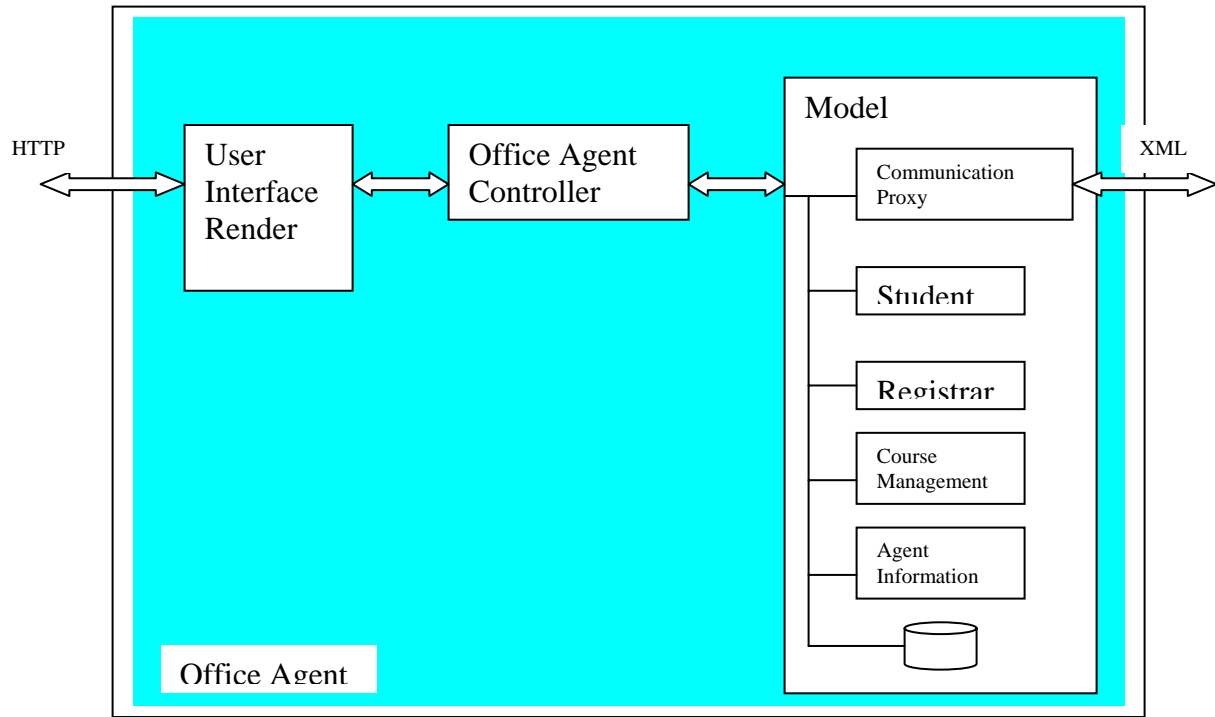 HTTP
User
Interface
Render
Office Agent
Controller
Model
Communication
Proxy
XML
Student
Registrar
Course
Management
Agent
Information
Office Agent